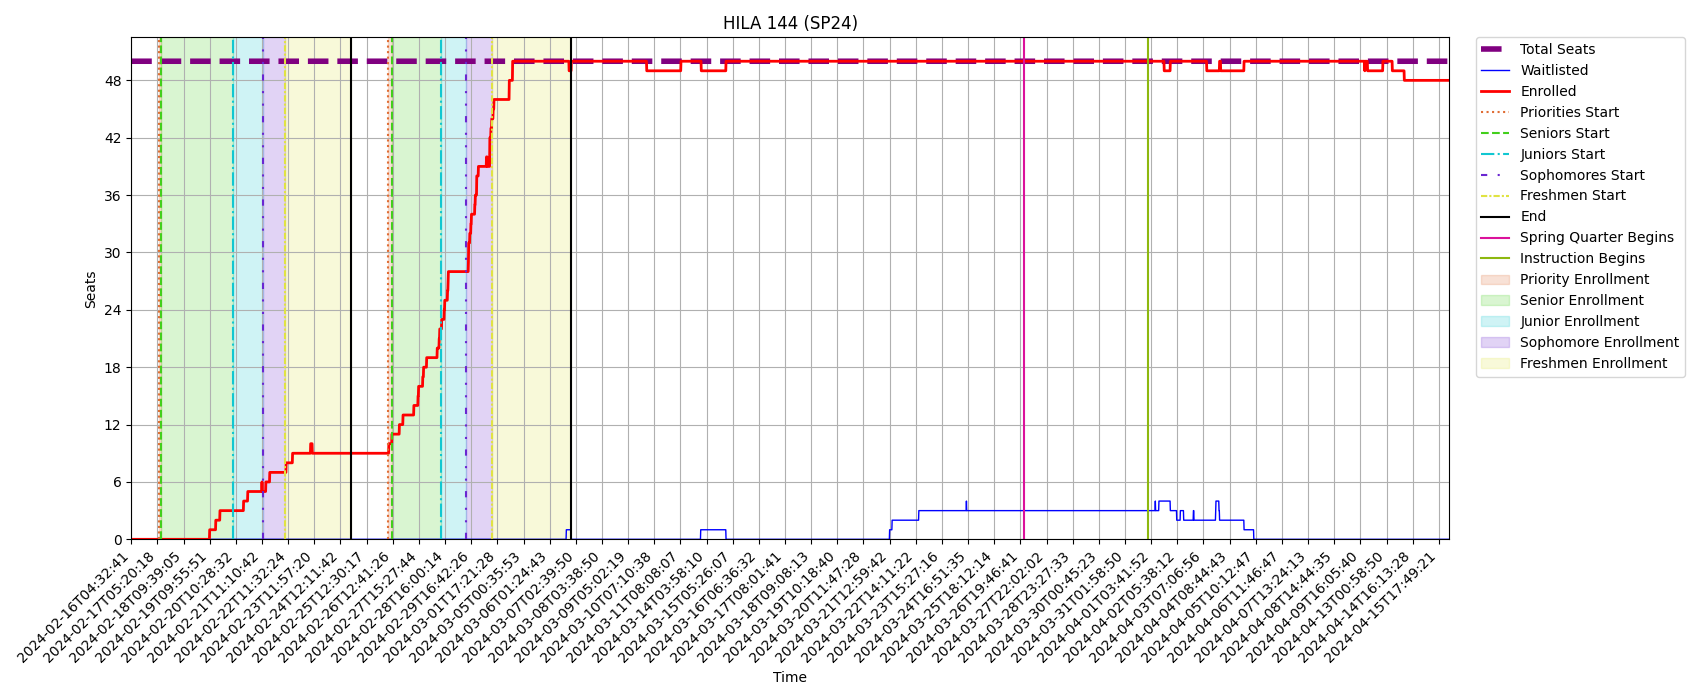 HILA 144 (SP24)
Total Seats
Waitlisted
Enrolled
Priorities Start
Seniors Start
Juniors Start
Sophomores Start
Freshmen Start
End
Spring Quarter Begins
Instruction Begins
Priority Enrollment
Senior Enrollment
Junior Enrollment
Sophomore Enrollment
Freshmen Enrollment
Seats
48
42
36
30
24
18
12
6
0
2024-02-16T04:32:41
2024-02-17T05:20:18
2024-02-18T09:39:05
2024-02-19T09:55:51
2024-02-20T10:28:32
2024-02-21T11:10:42
2024-02-22T11:32:24
2024-02-23T11:57:20
2024-02-24T12:11:42
2024-02-25T12:30:17
2024-02-26T12:41:26
2024-02-27T15:27:44
2024-02-28T16:00:14
2024-02-29T16:42:26
2024-03-01T17:21:28
2024-03-05T00:35:53
2024-03-06T01:24:43
2024-03-07T02:39:50
2024-03-08T03:38:50
2024-03-09T05:02:19
2024-03-10T07:10:38
2024-03-11T08:08:07
2024-03-14T03:58:10
2024-03-15T05:26:07
2024-03-16T06:36:32
2024-03-17T08:01:41
2024-03-18T09:08:13
2024-03-19T10:18:40
2024-03-20T11:47:28
2024-03-21T12:59:42
2024-03-22T14:11:22
2024-03-23T15:27:16
2024-03-24T16:51:35
2024-03-25T18:12:14
2024-03-26T19:46:41
2024-03-27T22:02:02
2024-03-28T23:27:33
2024-03-30T00:45:23
2024-03-31T01:58:50
2024-04-01T03:41:52
2024-04-02T05:38:12
2024-04-03T07:06:56
2024-04-04T08:44:43
2024-04-05T10:12:47
2024-04-06T11:46:47
2024-04-07T13:24:13
2024-04-08T14:44:35
2024-04-09T16:05:40
2024-04-13T00:58:50
2024-04-14T16:13:28
2024-04-15T17:49:21
Time